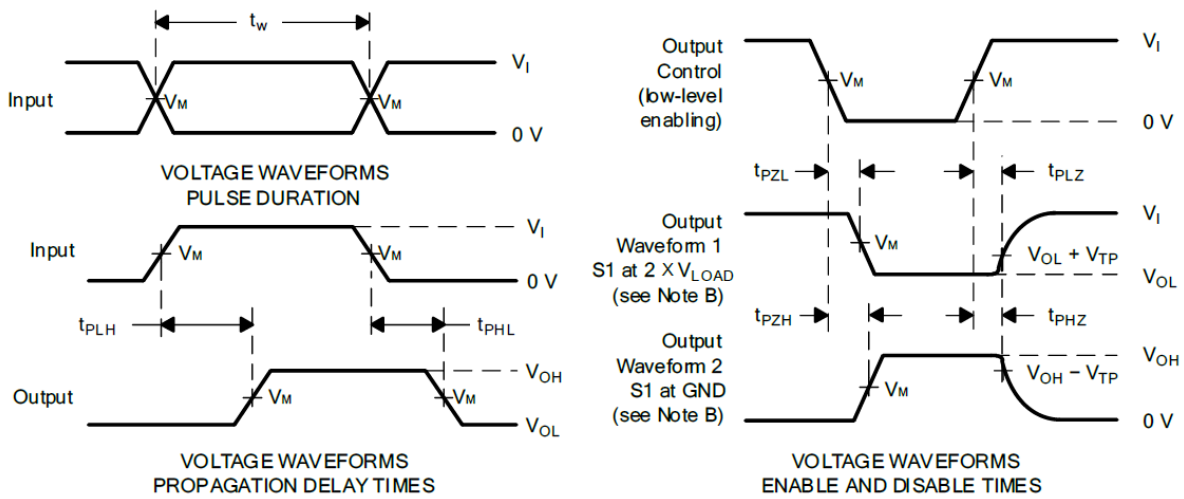 t_w
Input
V_M
V_M
V_I
0 V
VOLTAGE WAVEFORMS
PULSE DURATION
Input
V_M
V_M
V_I
0 V
t_PLH
t_PHL
Output
V_M
V_M
V_OH
V_OL
VOLTAGE WAVEFORMS
PROPAGATION DELAY TIMES
Output
Control
(low-level
enabling)
V_M
V_M
V_I
0 V
t_PZL
t_PLZ
Output
Waveform 1
S1 at 2 X V_LOAD
(see Note B)
V_M
V_I
V_OL + V_TP
V_OL
t_PZH
t_PHZ
Output
Waveform 2
S1 at GND
(see Note B)
V_M
V_OH
V_OH – V_TP
0 V
VOLTAGE WAVEFORMS
ENABLE AND DISABLE TIMES